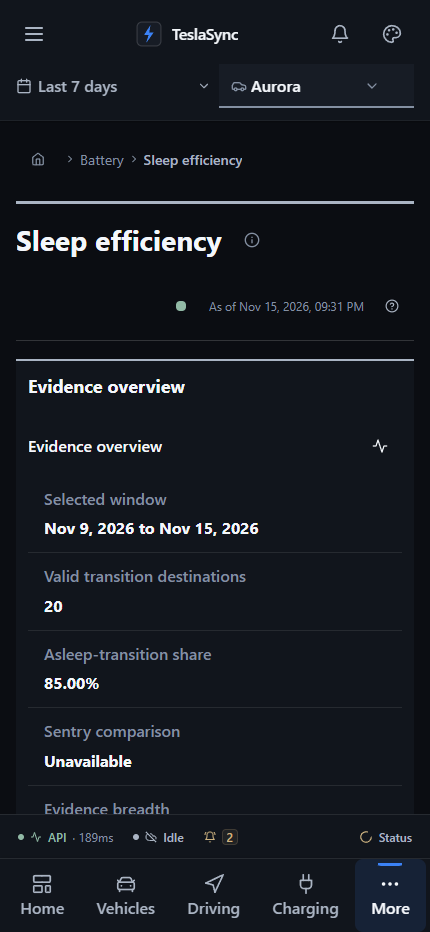 TeslaSync
Last 7 days
Aurora
Battery
Sleep efficiency
Sleep efficiency
As of Nov 15, 2026, 09:31 PM
Evidence overview
Evidence overview
Selected window
Nov 9, 2026 to Nov 15, 2026
Valid transition destinations
20
Asleep-transition share
85.00%
Sentry comparison
Unavailable
Evidence breadth
API · 189ms
Idle
2
Status
Home
Vehicles
Driving
Charging
More